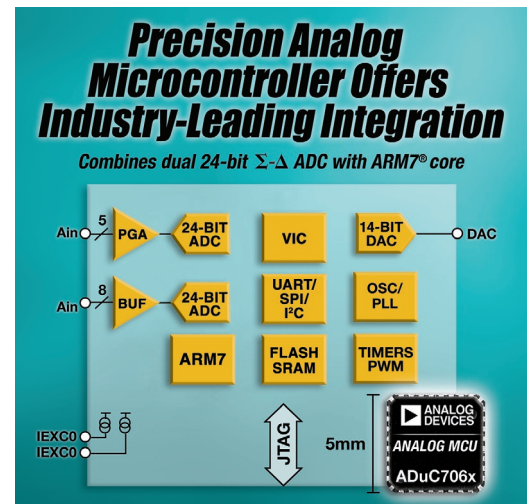 Precision Analog
Microcontroller Offers
Industry-Leading Integration
Combines dual 24-bit Σ-Δ ADC with ARM7® core
Ain 5 PGA 24-BIT ADC
VIC
14-BIT DAC
DAC
Ain 8 BUF 24-BIT ADC
UART/
SPI/
I²C
OSC/
PLL
ARM7
FLASH
SRAM
TIMERS
PWM
IEXC0
IEXC0
JTAG
5mm
ANALOG
DEVICES
ANALOG MCU
ADuC706x